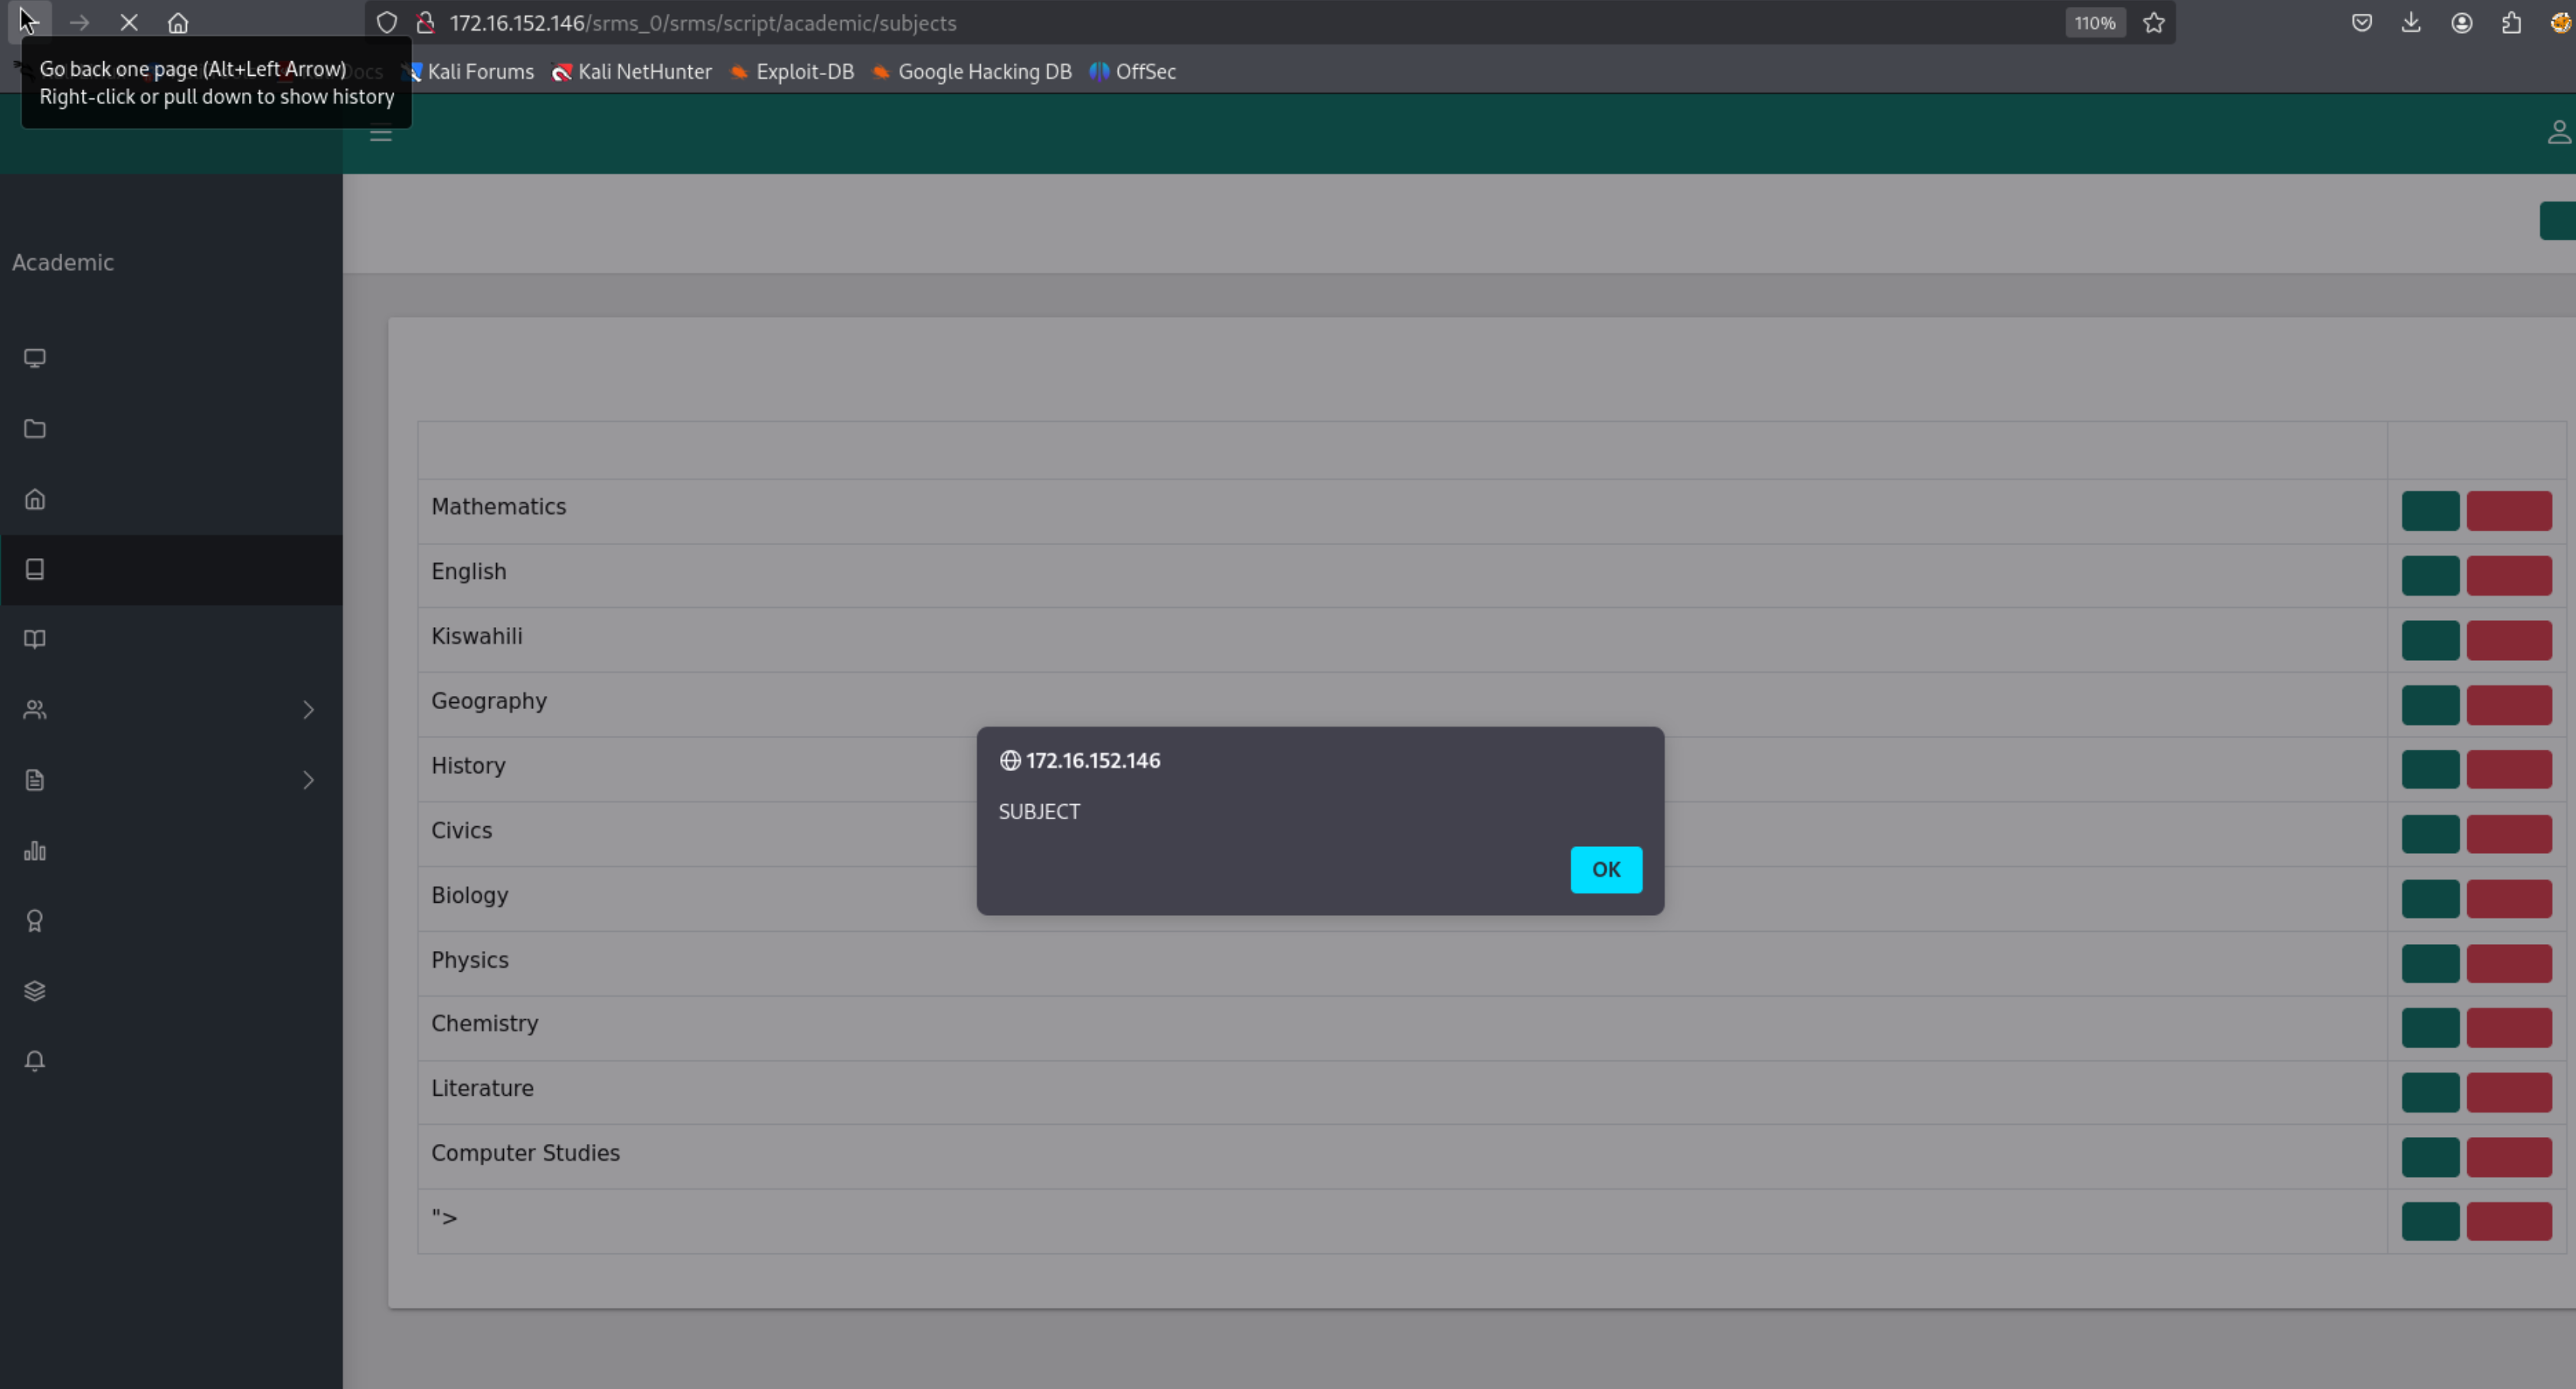 172.16.152.146/srms_0/srms/script/academic/subjects
110%
Go back one page (Alt+Left Arrow)
Right-click or pull down to show history
Docs
Kali Forums
Kali NetHunter
Exploit-DB
Google Hacking DB
OffSec
Academic
Mathematics
English
Kiswahili
Geography
History
Civics
Biology
Physics
Chemistry
Literature
Computer Studies
">
172.16.152.146
SUBJECT
OK